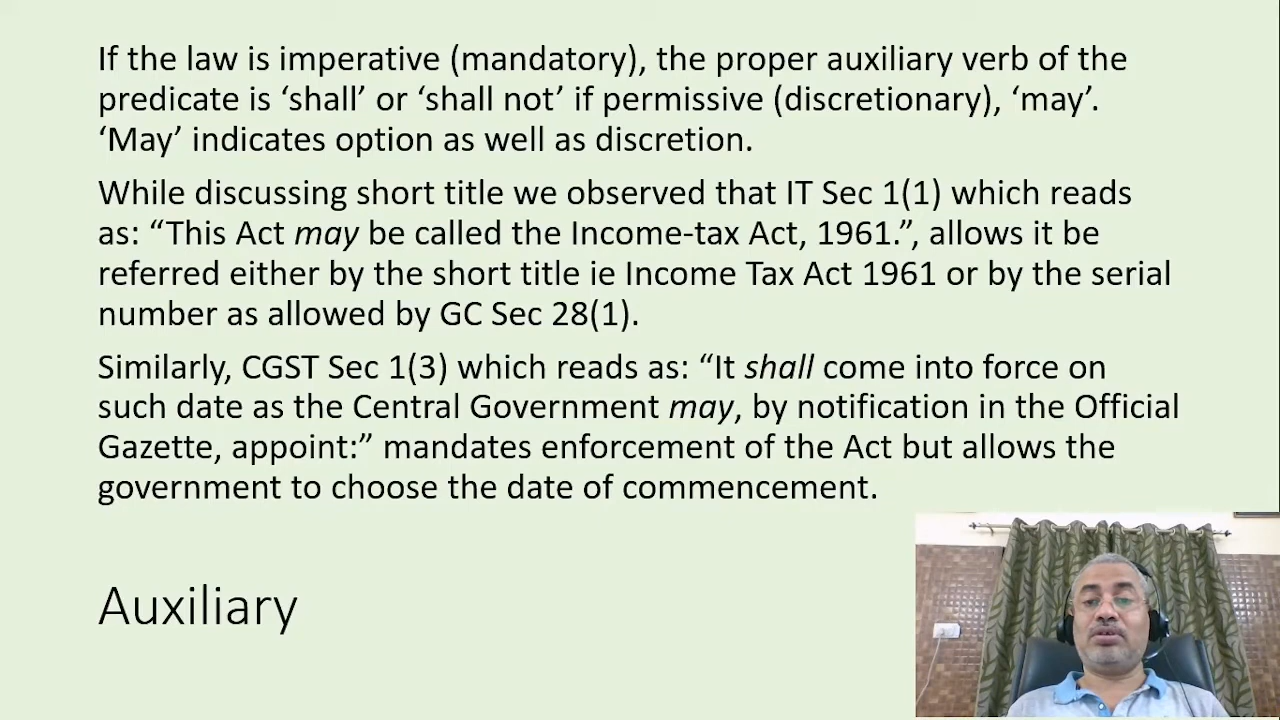 If the law is imperative (mandatory), the proper auxiliary verb of the
predicate is ‘shall’ or ‘shall not’ if permissive (discretionary), ‘may’.
‘May’ indicates option as well as discretion.
While discussing short title we observed that IT Sec 1(1) which reads
as: “This Act may be called the Income-tax Act, 1961.”, allows it be
referred either by the short title ie Income Tax Act 1961 or by the serial
number as allowed by GC Sec 28(1).
Similarly, CGST Sec 1(3) which reads as: “It shall come into force on
such date as the Central Government may, by notification in the Official
Gazette, appoint:” mandates enforcement of the Act but allows the
government to choose the date of commencement.
Auxiliary